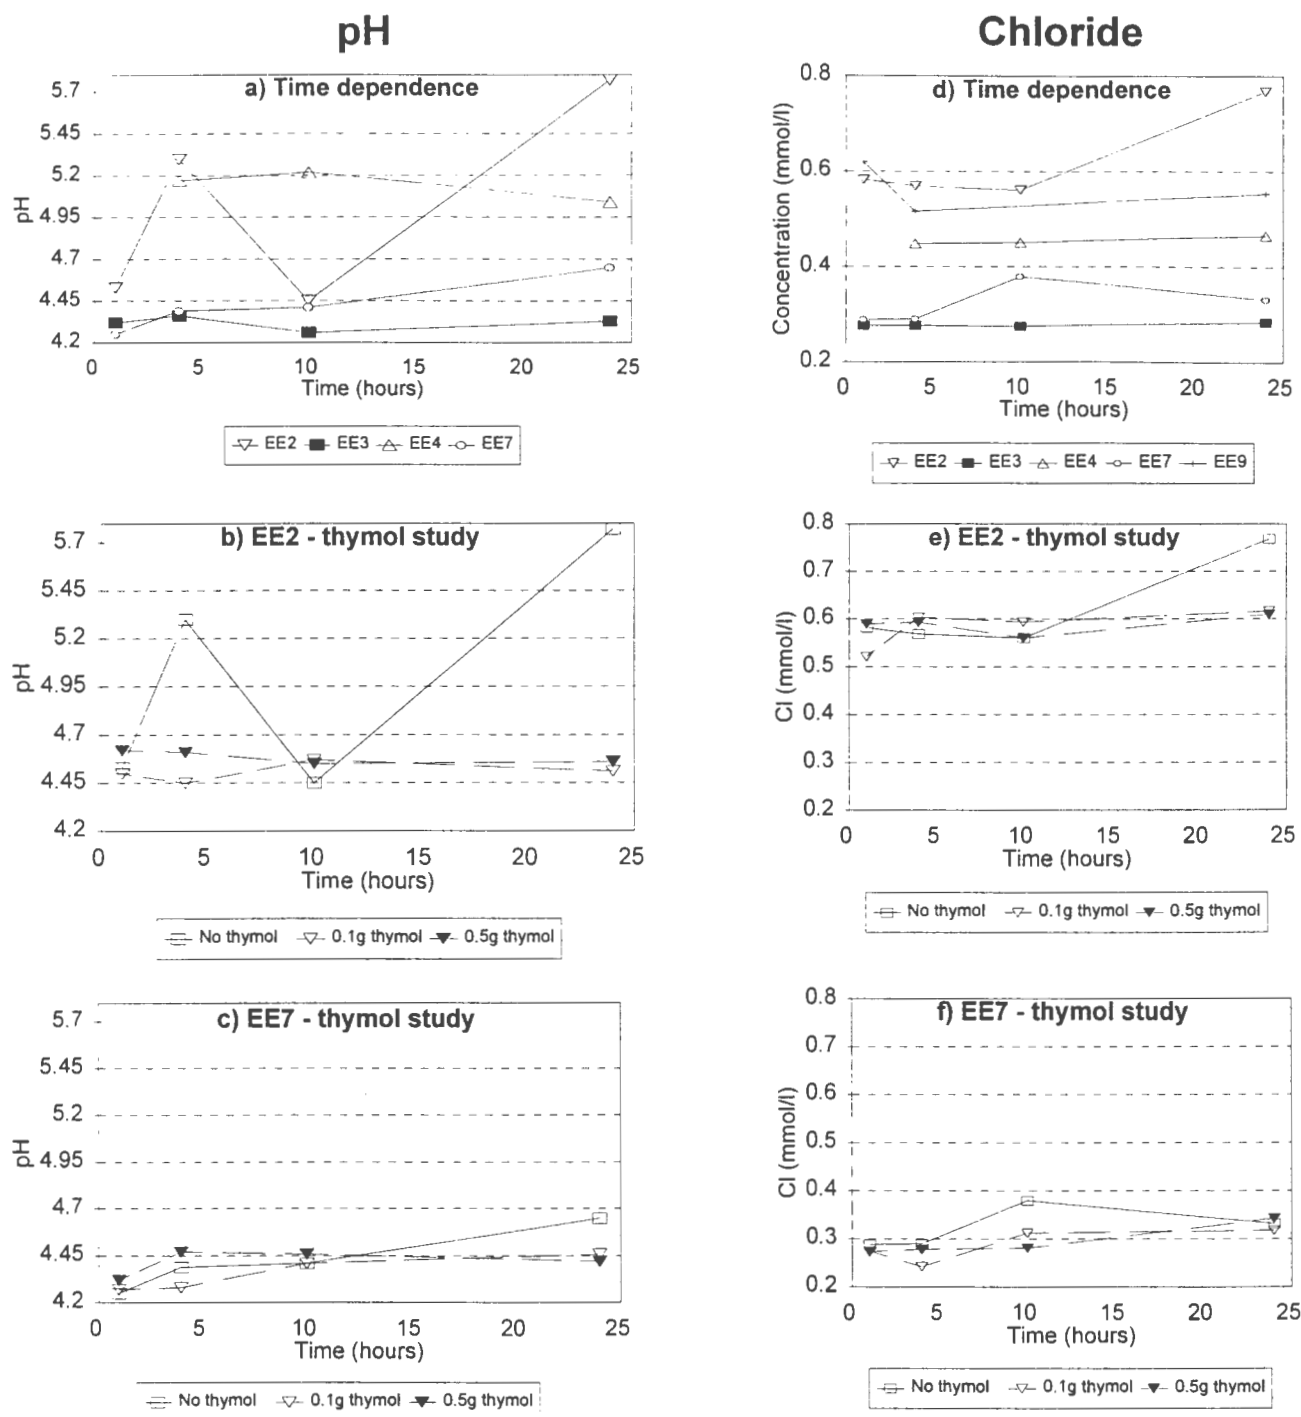 pH
a) Time dependence
5.7
5.45
5.2
4.95
4.7
4.45
4.2
pH
0 5 10 15 20 25
Time (hours)
EE2 EE3 EE4 EE7
b) EE2 - thymol study
5.7
5.45
5.2
4.95
4.7
4.45
4.2
pH
0 5 10 15 20 25
Time (hours)
No thymol 0.1g thymol 0.5g thymol
c) EE7 - thymol study
5.7
5.45
5.2
4.95
4.7
4.45
4.2
pH
0 5 10 15 20 25
Time (hours)
No thymol 0.1g thymol 0.5g thymol
Chloride
d) Time dependence
0.8
0.6
0.4
0.2
Concentration (mmol/l)
0 5 10 15 20 25
Time (hours)
EE2 EE3 EE4 EE7 EE9
e) EE2 - thymol study
0.8
0.7
0.6
0.5
0.4
0.3
0.2
Cl (mmol/l)
0 5 10 15 20 25
Time (hours)
No thymol 0.1g thymol 0.5g thymol
f) EE7 - thymol study
0.8
0.7
0.6
0.5
0.4
0.3
0.2
Cl (mmol/l)
0 5 10 15 20 25
Time (hours)
No thymol 0.1g thymol 0.5g thymol